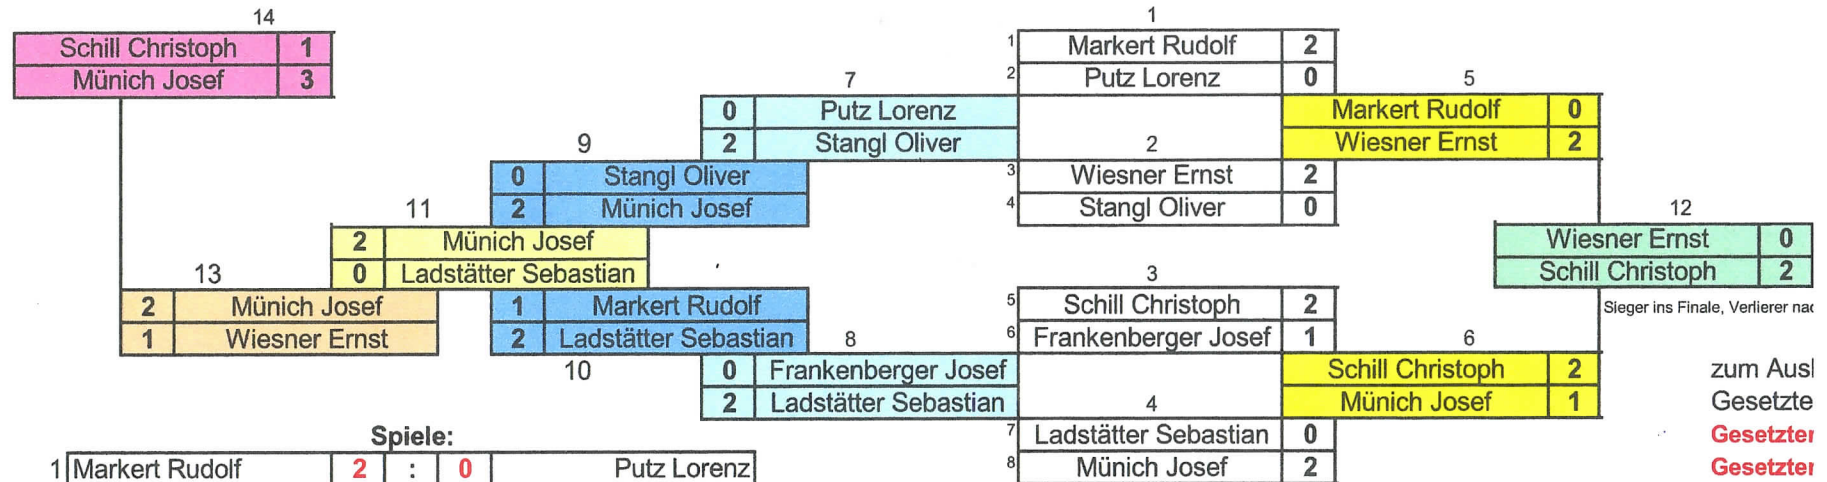 14
1
Schill Christoph 1
1 Markert Rudolf 2
Münich Josef 3
7
2 Putz Lorenz 0
5
0 Putz Lorenz
Markert Rudolf 0
9
2 Stangl Oliver
2
Wiesner Ernst 2
0 Stangl Oliver
3 Wiesner Ernst 2
11
2 Münich Josef
4 Stangl Oliver 0
12
2 Münich Josef
Wiesner Ernst 0
13
0 Ladstätter Sebastian
3
Schill Christoph 2
2 Münich Josef
1 Markert Rudolf
5 Schill Christoph 2
Sieger ins Finale, Verlierer nac
1 Wiesner Ernst
2 Ladstätter Sebastian
8
6 Frankenberger Josef 1
6
10
0 Frankenberger Josef
Schill Christoph 2
zum Ausl
2 Ladstätter Sebastian
4
Münich Josef 1
Gesetzte
Spiele:
7 Ladstätter Sebastian 0
Gesetzter
1 Markert Rudolf 2 : 0 Putz Lorenz
8 Münich Josef 2
Gesetzter